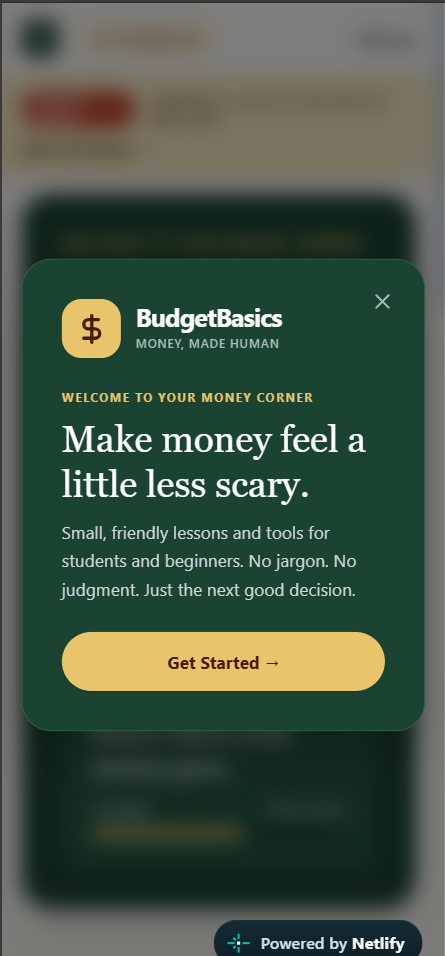 BudgetBasics
MONEY, MADE HUMAN
WELCOME TO YOUR MONEY CORNER
Make money feel a
little less scary.
Small, friendly lessons and tools for
students and beginners. No jargon. No
judgment. Just the next good decision.
Get Started →
Powered by Netlify